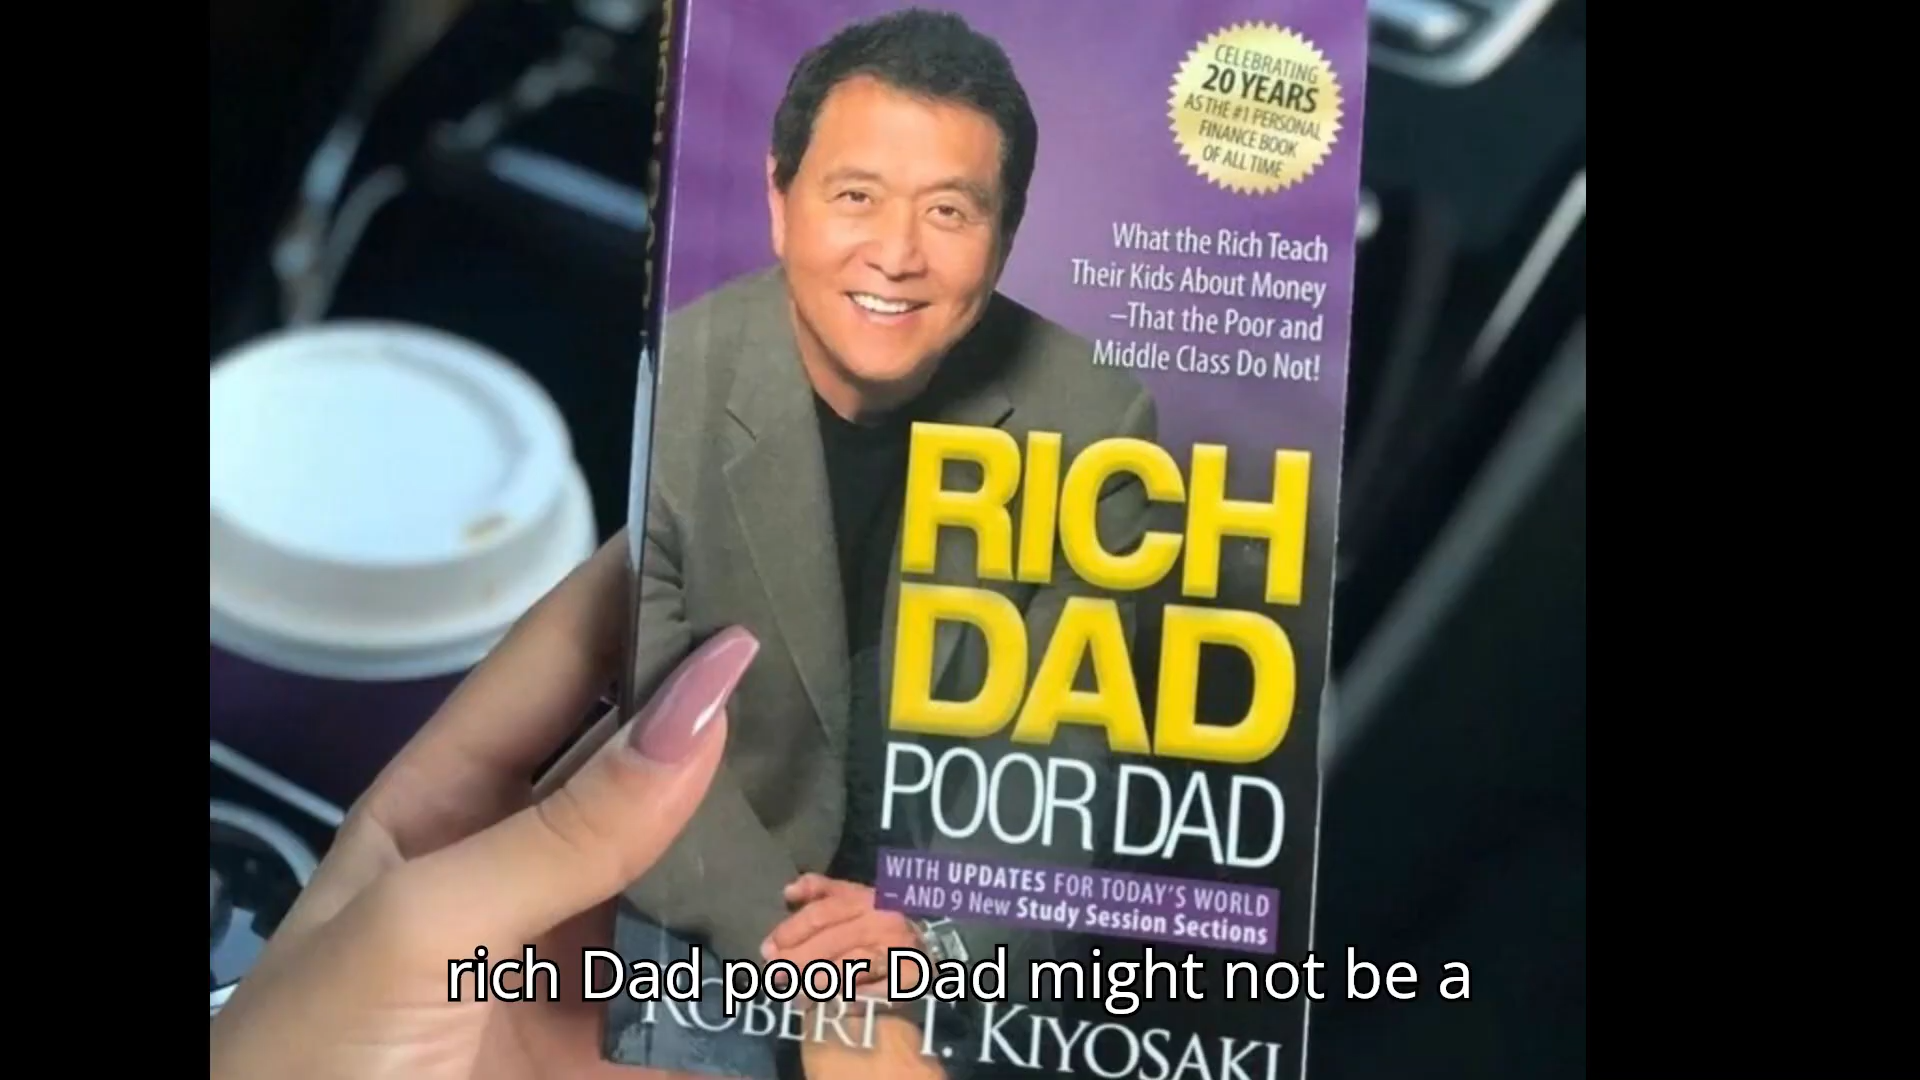 CELEBRATING
20 YEARS
AS THE #1 PERSONAL
FINANCE BOOK
OF ALL TIME
What the Rich Teach
Their Kids About Money
–That the Poor and
Middle Class Do Not!
RICH
DAD
POOR DAD
WITH UPDATES FOR TODAY'S WORLD
– AND 9 New Study Session Sections
rich Dad poor Dad might not be a
ROBERT T. KIYOSAKI